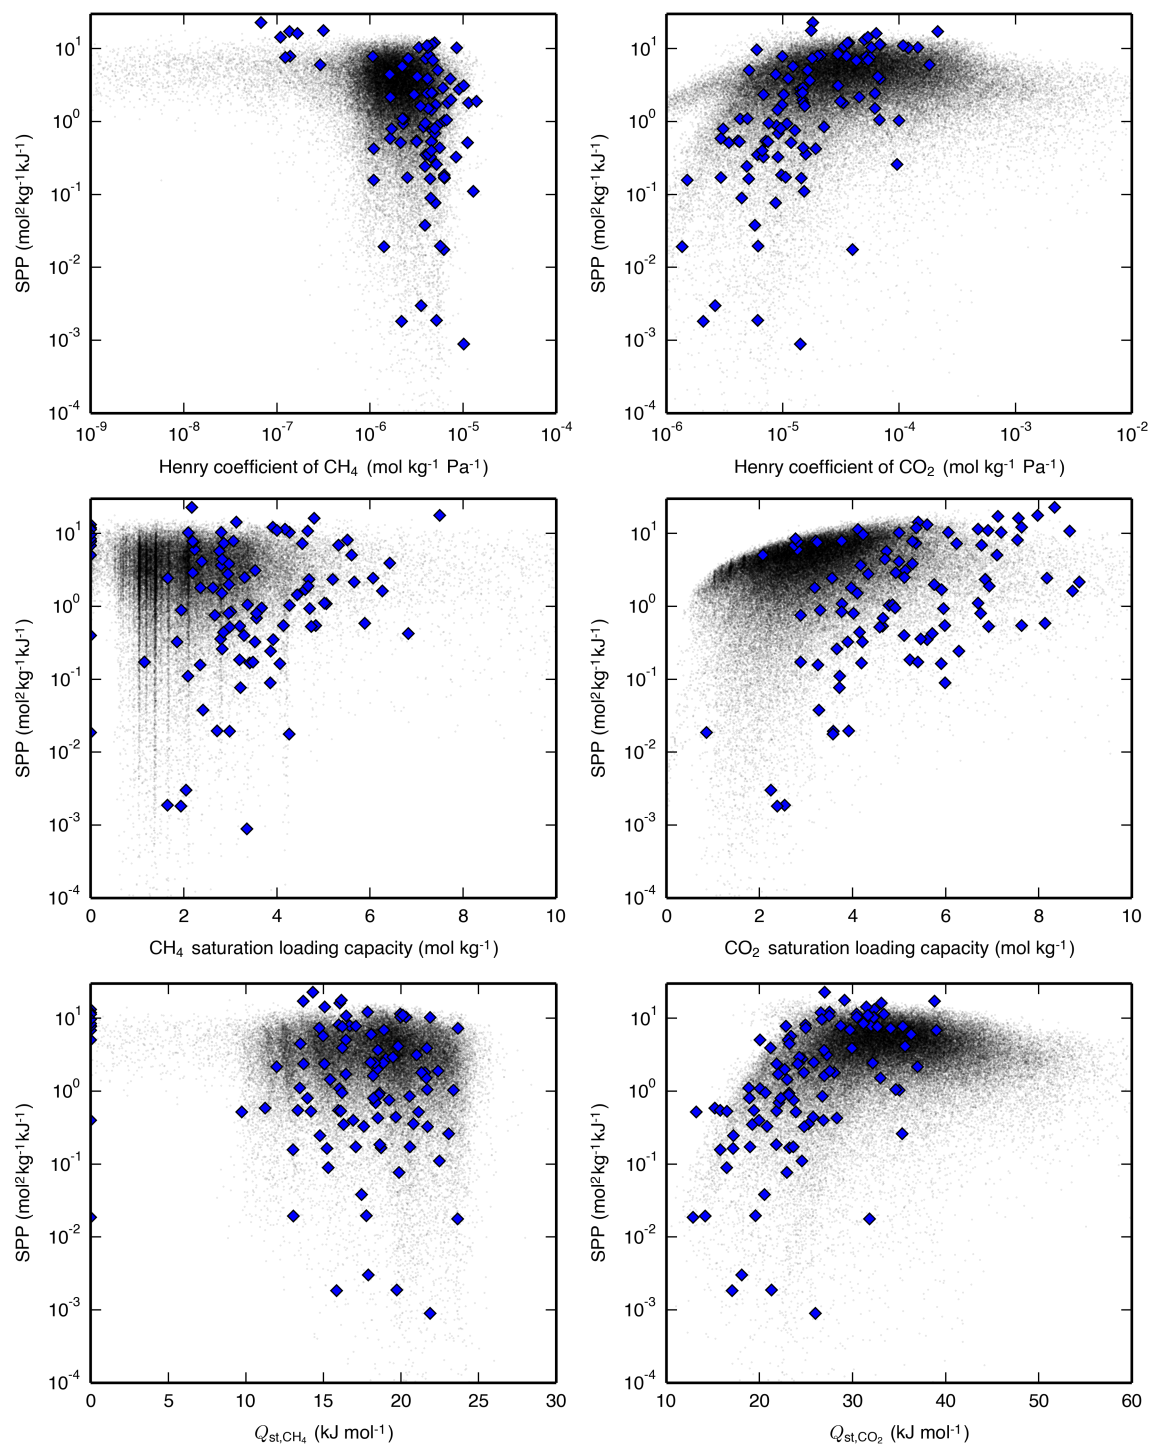 SPP (mol²kg⁻¹kJ⁻¹)
10¹
10⁰
10⁻¹
10⁻²
10⁻³
10⁻⁴
10⁻⁹ 10⁻⁸ 10⁻⁷ 10⁻⁶ 10⁻⁵ 10⁻⁴
Henry coefficient of CH₄ (mol kg⁻¹ Pa⁻¹)
SPP (mol²kg⁻¹kJ⁻¹)
10¹
10⁰
10⁻¹
10⁻²
10⁻³
10⁻⁴
10⁻⁶ 10⁻⁵ 10⁻⁴ 10⁻³ 10⁻²
Henry coefficient of CO₂ (mol kg⁻¹ Pa⁻¹)
SPP (mol²kg⁻¹kJ⁻¹)
10¹
10⁰
10⁻¹
10⁻²
10⁻³
10⁻⁴
0 2 4 6 8 10
CH₄ saturation loading capacity (mol kg⁻¹)
SPP (mol²kg⁻¹kJ⁻¹)
10¹
10⁰
10⁻¹
10⁻²
10⁻³
10⁻⁴
0 2 4 6 8 10
CO₂ saturation loading capacity (mol kg⁻¹)
SPP (mol²kg⁻¹kJ⁻¹)
10¹
10⁰
10⁻¹
10⁻²
10⁻³
10⁻⁴
0 5 10 15 20 25 30
Qst,CH₄ (kJ mol⁻¹)
SPP (mol²kg⁻¹kJ⁻¹)
10¹
10⁰
10⁻¹
10⁻²
10⁻³
10⁻⁴
10 20 30 40 50 60
Qst,CO₂ (kJ mol⁻¹)